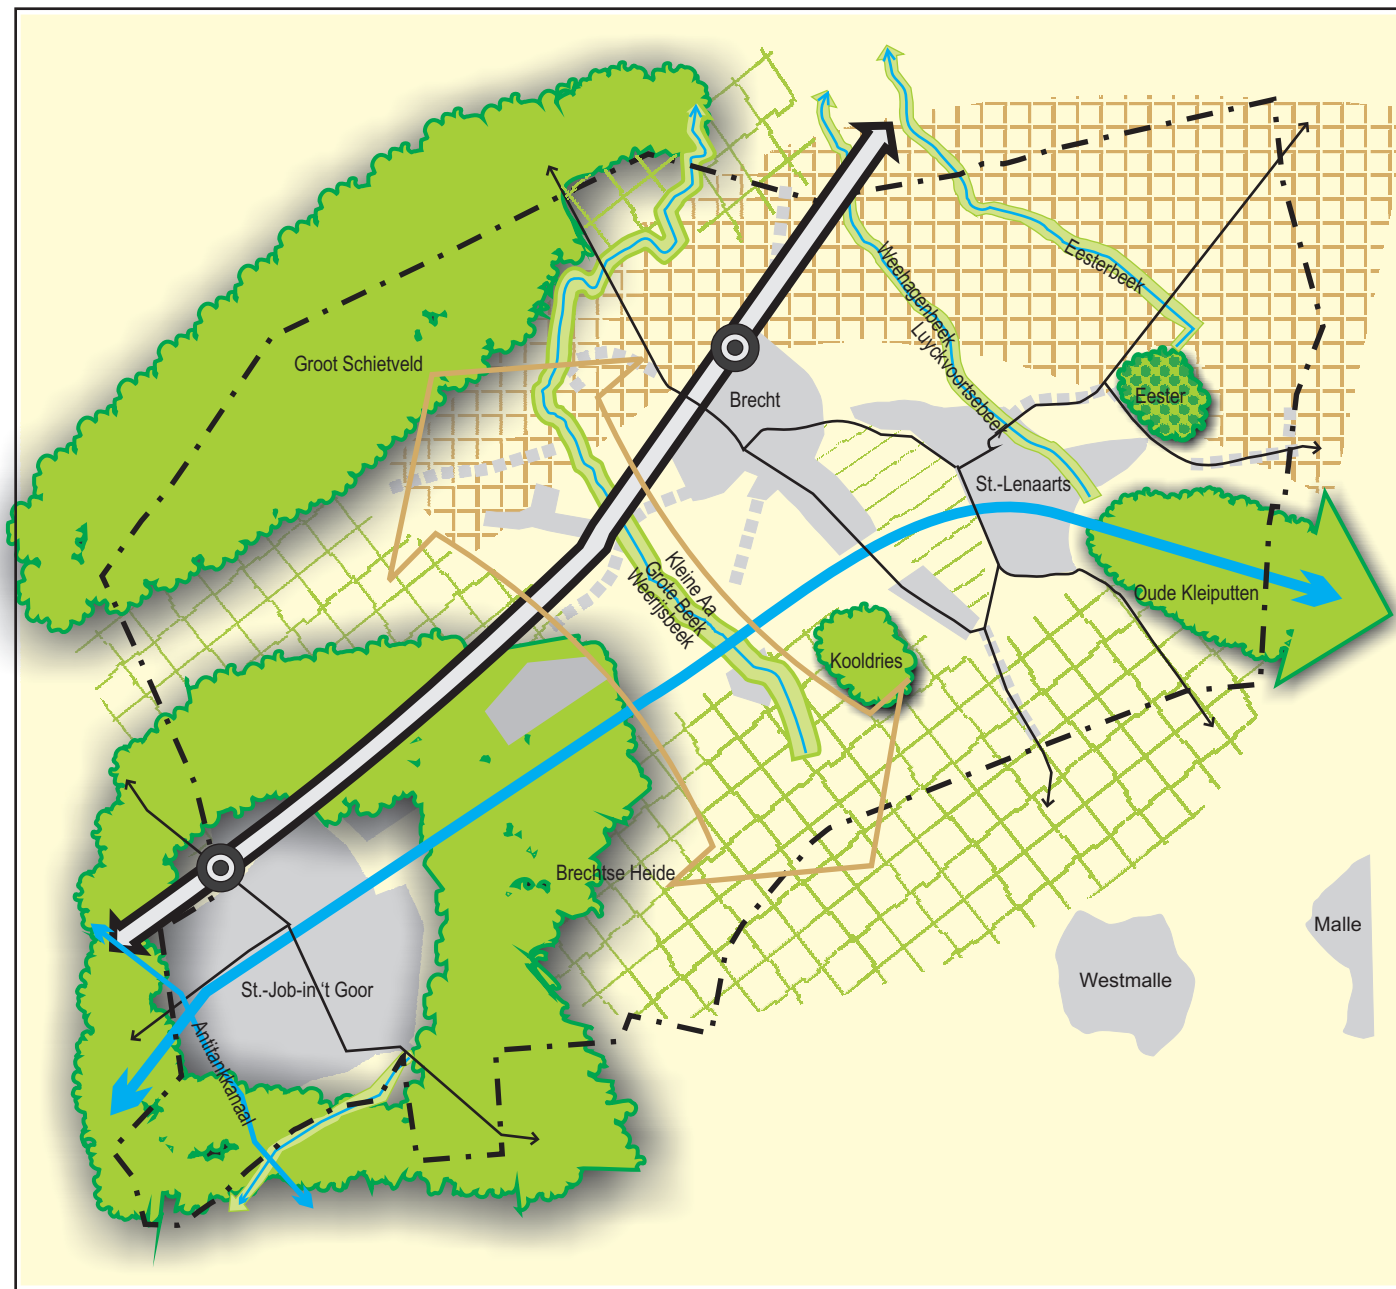 Weehagenbeek
Luyckvoortsebeek
Eesterbeek
Groot Schietveld
Brecht
Eester
St.-Lenaarts
Kleine Aa
Grote Beek
Weerijsbeek
Oude Kleiputten
Kooldries
Brechtse Heide
Malle
Westmalle
St.-Job-in‘t Goor
Antitankkanaal